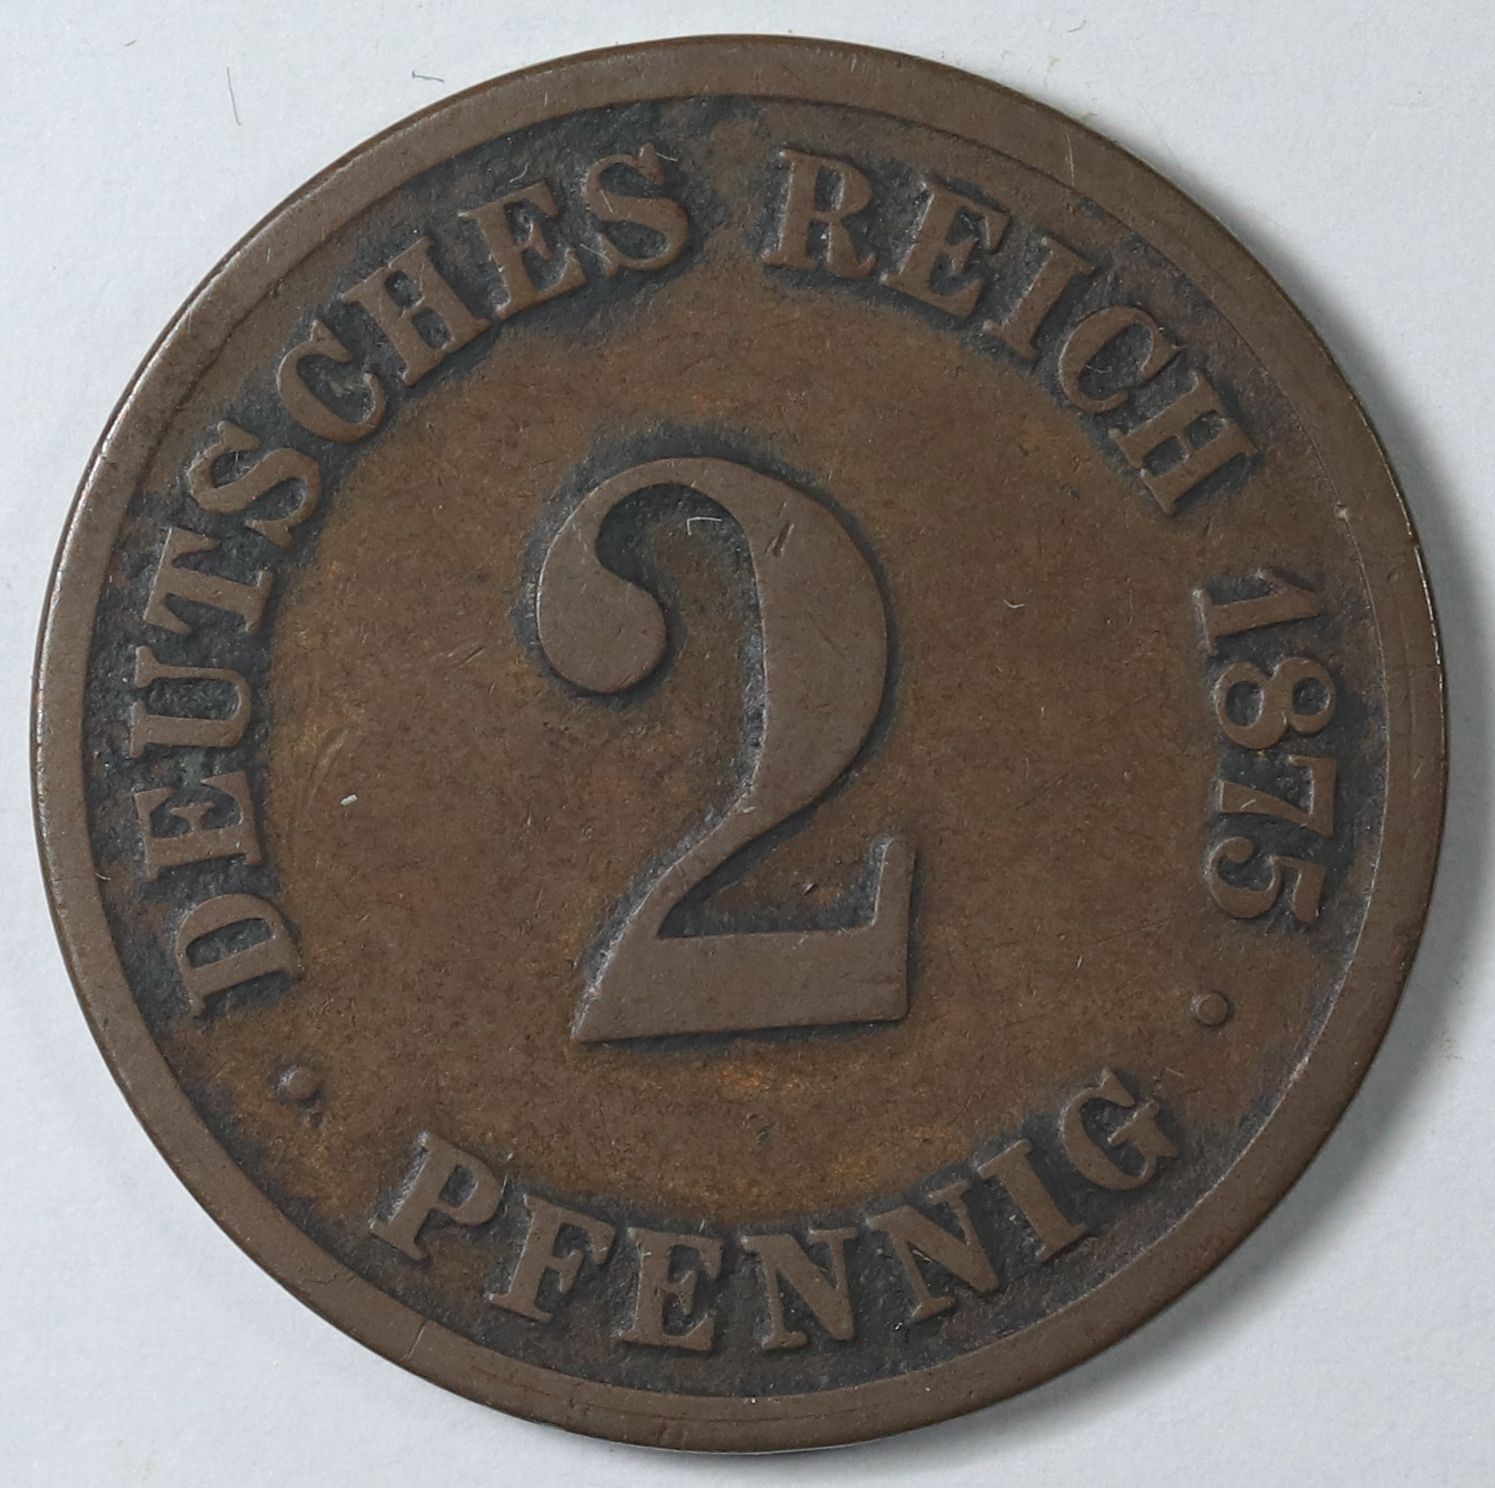 DEUTSCHES REICH 1875
2
PFENNIG